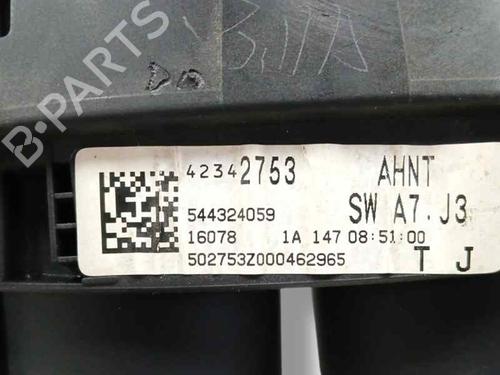 B-PARTS
42342753 AHNT
544324059 SW A7.J3
16078 1A 147 08:51:00
502753Z000462965 T J